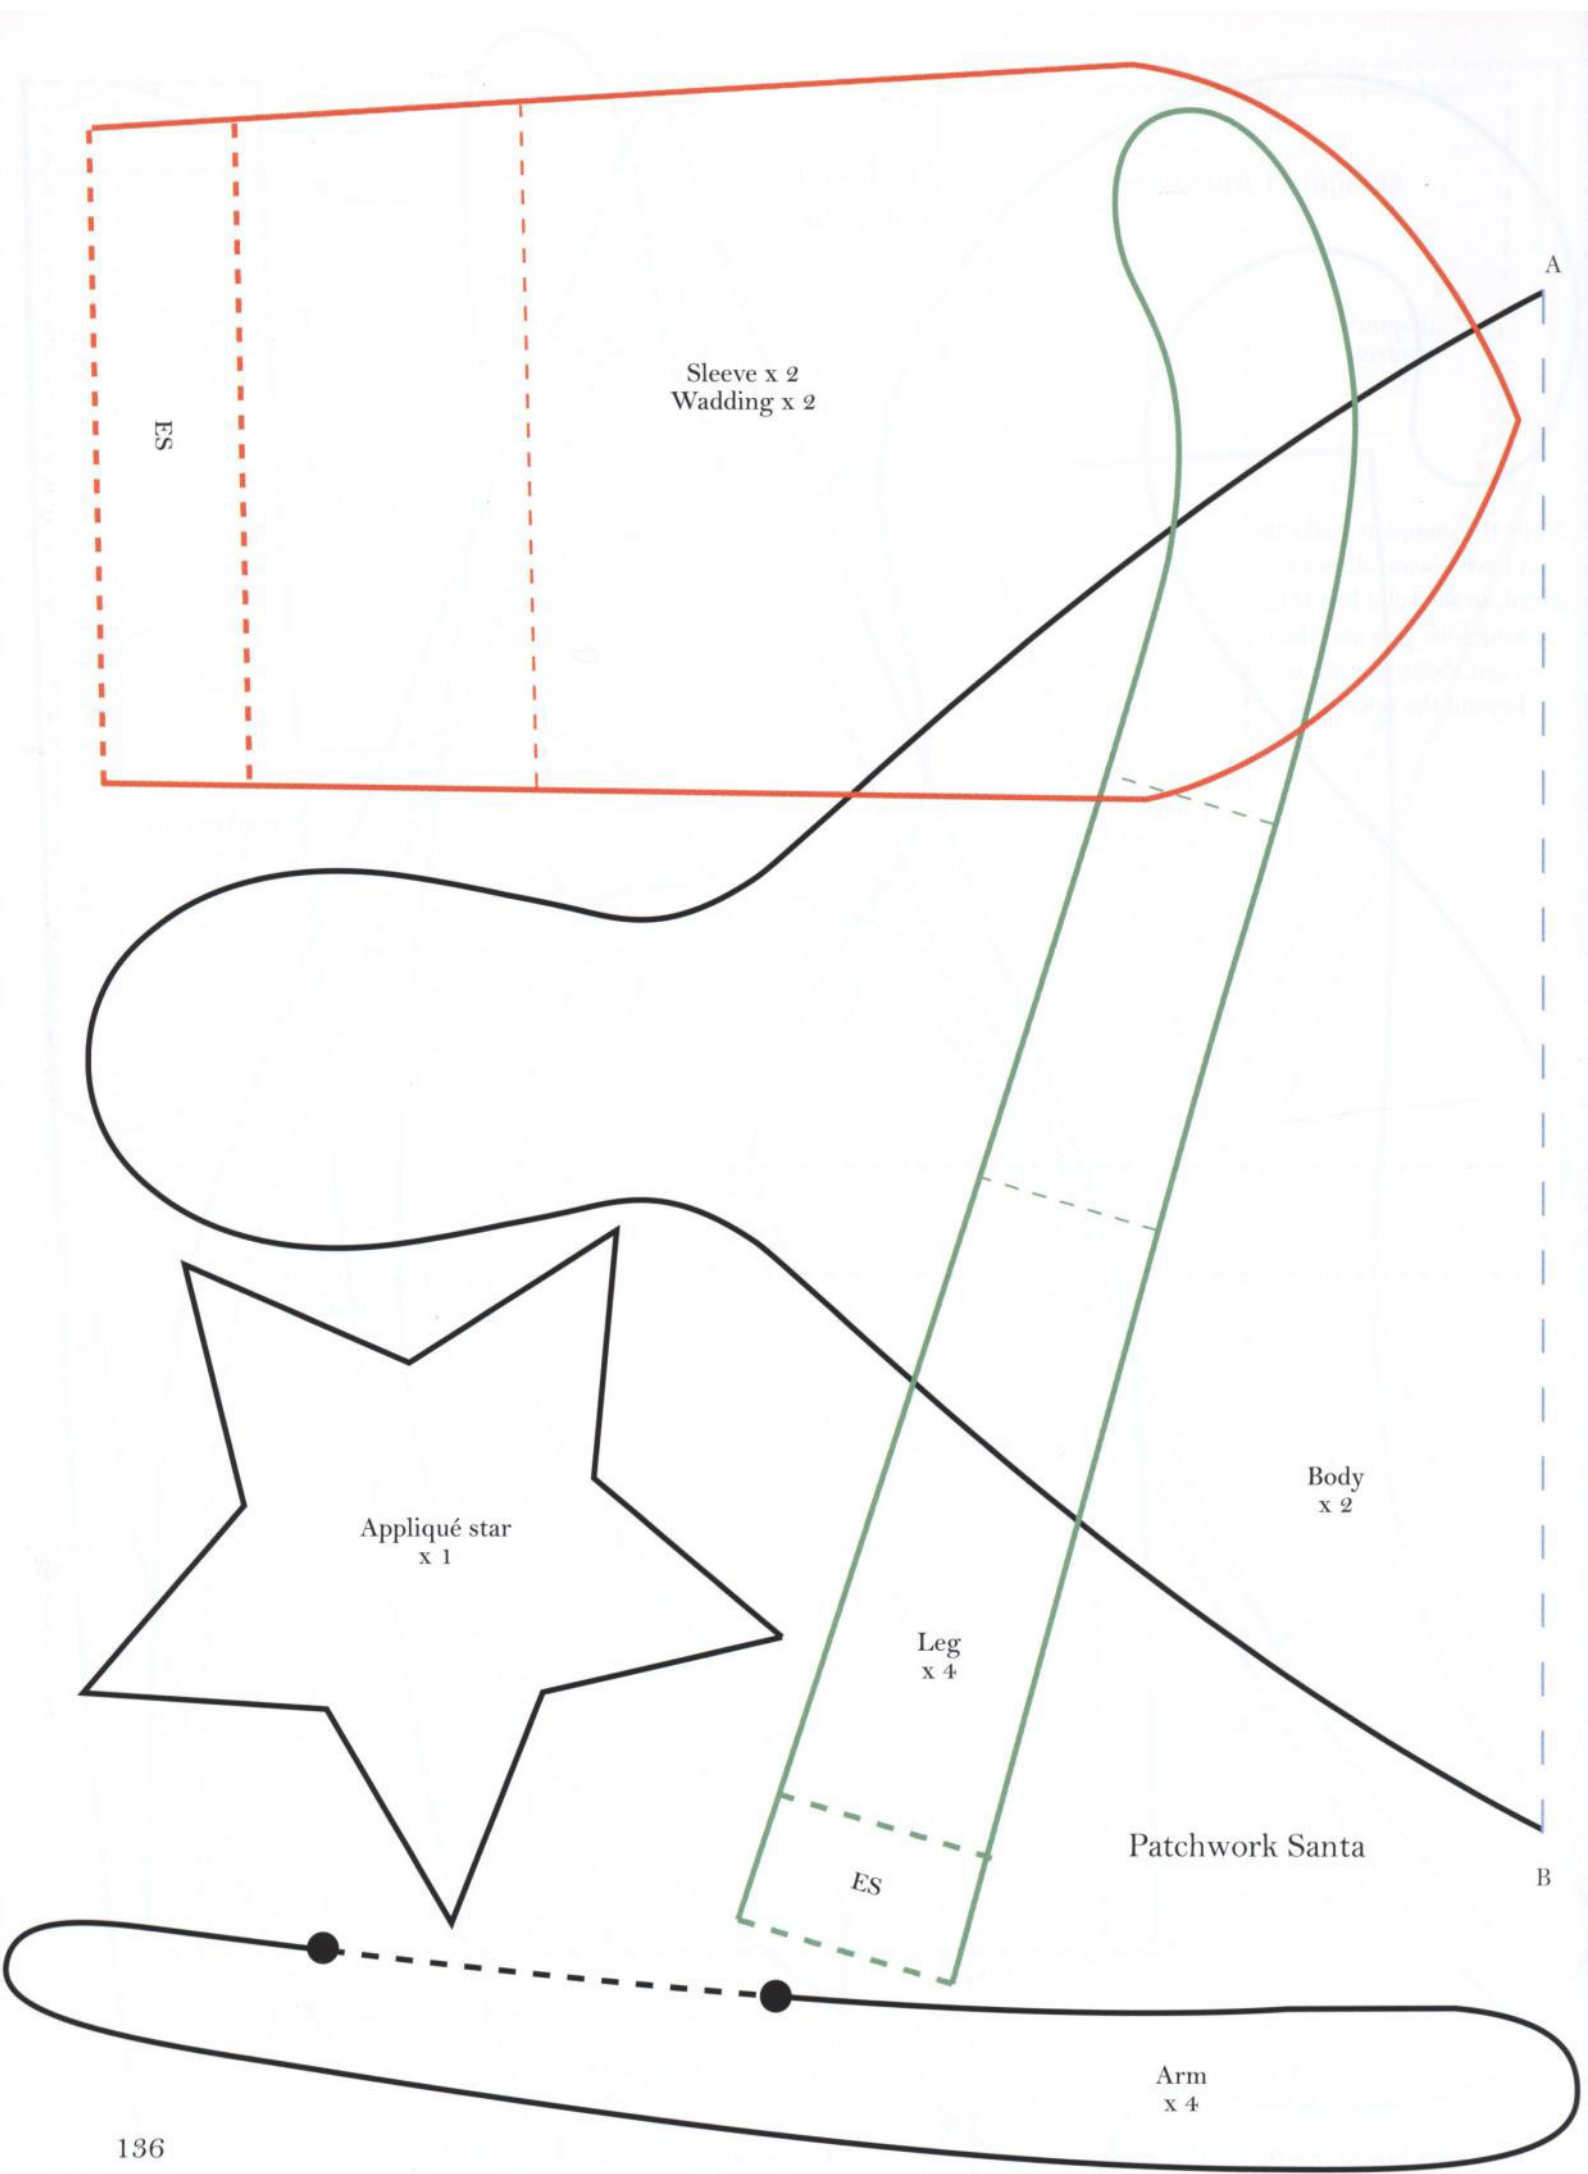 A
Sleeve x 2
Wadding x 2
ES
Body
x 2
Appliqué star
x 1
Leg
x 4
Patchwork Santa
ES
B
Arm
x 4
136